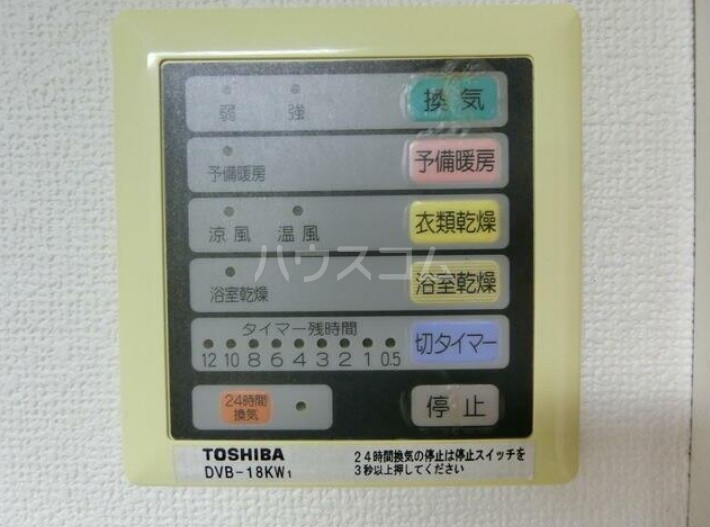 弱 強 換気
予備暖房 予備暖房
涼風 温風 衣類乾燥
ハウスコム
浴室乾燥 浴室乾燥
タイマー残時間
12 10 8 6 4 3 2 1 0.5 切タイマー
24時間
換気
停止
TOSHIBA
DVB-18KW1
24時間換気の停止は停止スイッチを
3秒以上押してください